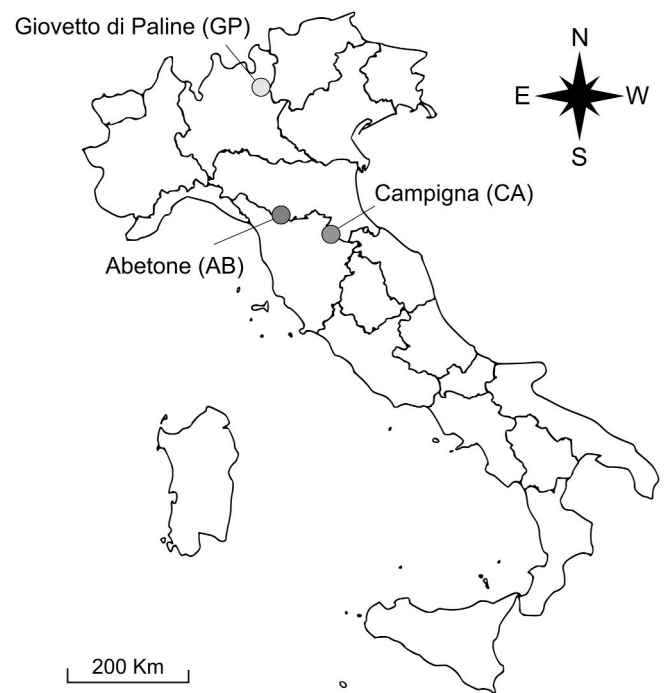 Giovetto di Paline (GP)
N
E W
S
Campigna (CA)
Abetone (AB)
200 Km